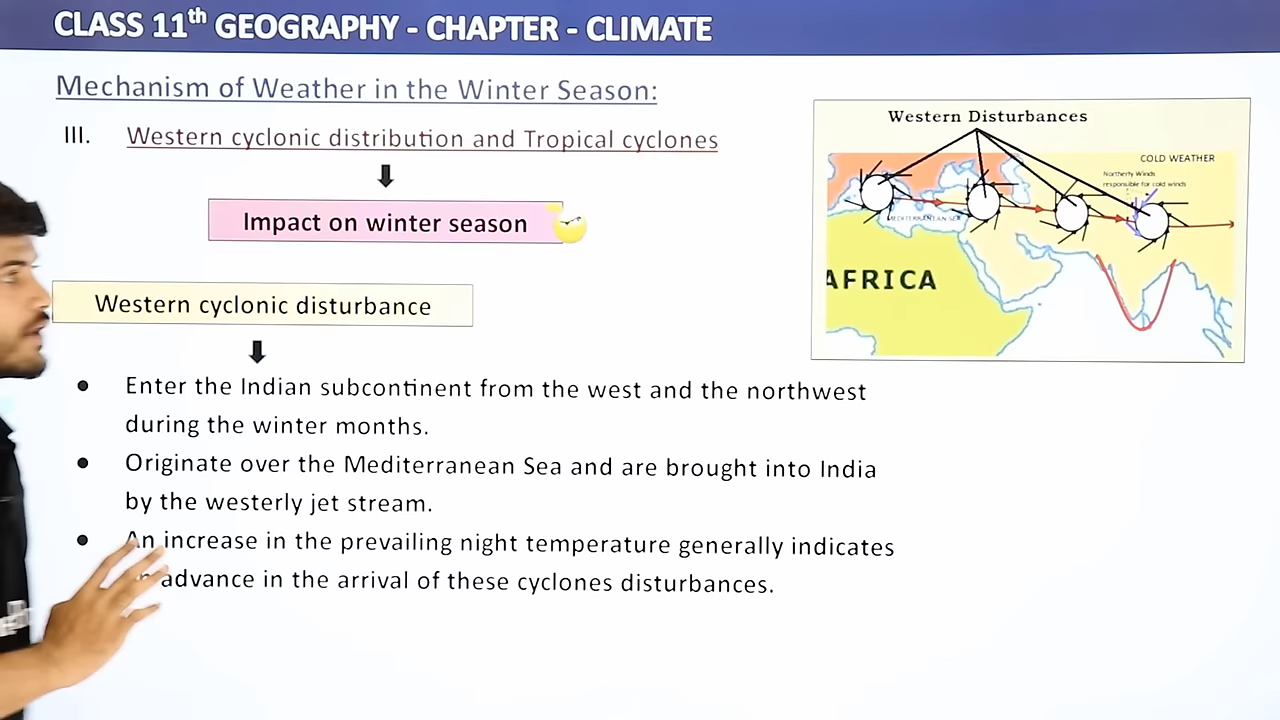 CLASS 11th GEOGRAPHY - CHAPTER - CLIMATE
Mechanism of Weather in the Winter Season:
III. Western cyclonic distribution and Tropical cyclones
Impact on winter season
Western cyclonic disturbance
Enter the Indian subcontinent from the west and the northwest
during the winter months.
Originate over the Mediterranean Sea and are brought into India
by the westerly jet stream.
An increase in the prevailing night temperature generally indicates
advance in the arrival of these cyclones disturbances.
Western Disturbances
COLD WEATHER
Northerly Winds
responsible for cold winds
MEDITERRANEAN SEA
AFRICA